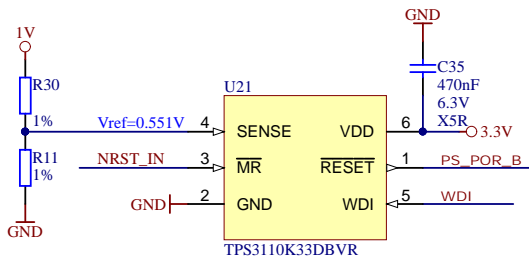 GND
1V
R30
1%
C35
470nF
6.3V
X5R
U21
Vref=0.551V
4
SENSE
VDD
6
3.3V
R11
1%
NRST_IN
3
MR
RESET
1
PS_POR_B
GND
2
GND
WDI
5
WDI
GND
TPS3110K33DBVR